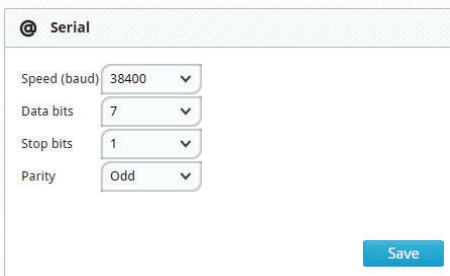 @ Serial
Speed (baud) 38400
Data bits 7
Stop bits 1
Parity Odd
Save